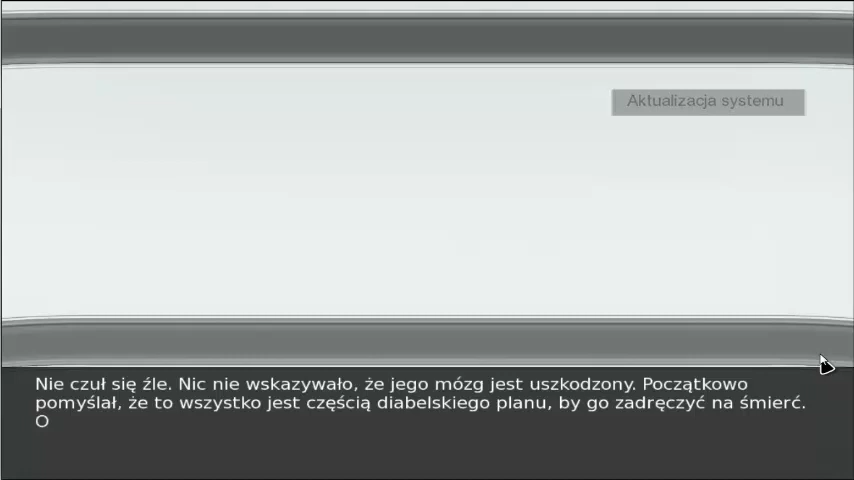 Aktualizacja systemu
Nie czuł się źle. Nic nie wskazywało, że jego mózg jest uszkodzony. Początkowo
pomyślał, że to wszystko jest częścią diabelskiego planu, by go zadręczyć na śmierć.
O